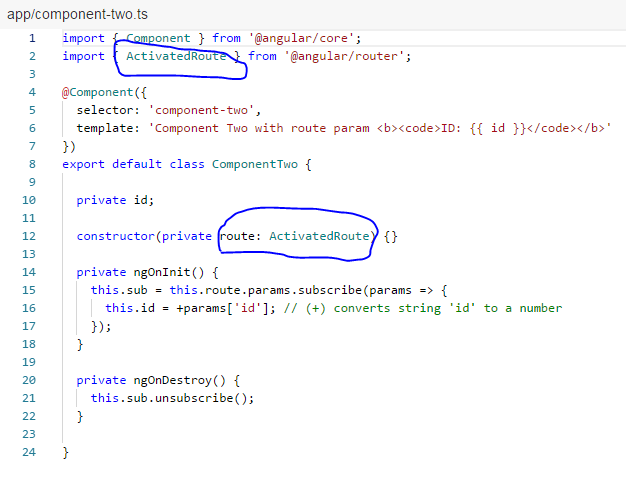 app/component-two.ts
1 import { Component } from '@angular/core';
2 import { ActivatedRoute } from '@angular/router';
3
4 @Component({
5   selector: 'component-two',
6   template: 'Component Two with route param <b><code>ID: {{ id }}</code></b>'
7 })
8 export default class ComponentTwo {
9
10   private id;
11
12   constructor(private route: ActivatedRoute) {}
13
14   private ngOnInit() {
15     this.sub = this.route.params.subscribe(params => {
16       this.id = +params['id']; // (+) converts string 'id' to a number
17     });
18   }
19
20   private ngOnDestroy() {
21     this.sub.unsubscribe();
22   }
23
24 }